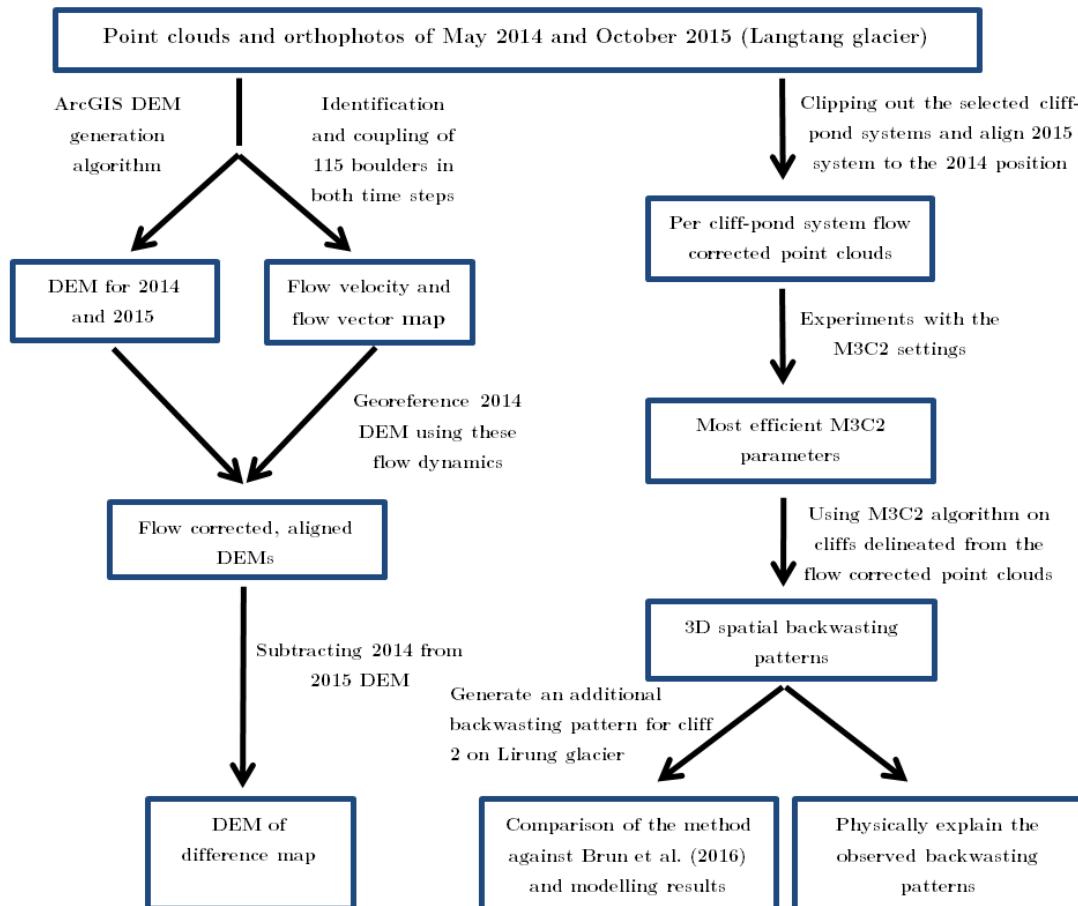 Point clouds and orthophotos of May 2014 and October 2015 (Langtang glacier)
ArcGIS DEM
generation
algorithm
Identification
and coupling of
115 boulders in
both time steps
Clipping out the selected cliff-
pond systems and align 2015
system to the 2014 position
DEM for 2014
and 2015
Flow velocity and
flow vector map
Per cliff-pond system flow
corrected point clouds
Experiments with the
M3C2 settings
Georeference 2014
DEM using these
flow dynamics
Most efficient M3C2
parameters
Flow corrected, aligned
DEMs
Using M3C2 algorithm on
cliffs delineated from the
flow corrected point clouds
Subtracting 2014 from
2015 DEM
3D spatial backwasting
patterns
Generate an additional
backwasting pattern for cliff
2 on Lirung glacier
DEM of
difference map
Comparison of the method
against Brun et al. (2016)
and modelling results
Physically explain the
observed backwasting
patterns